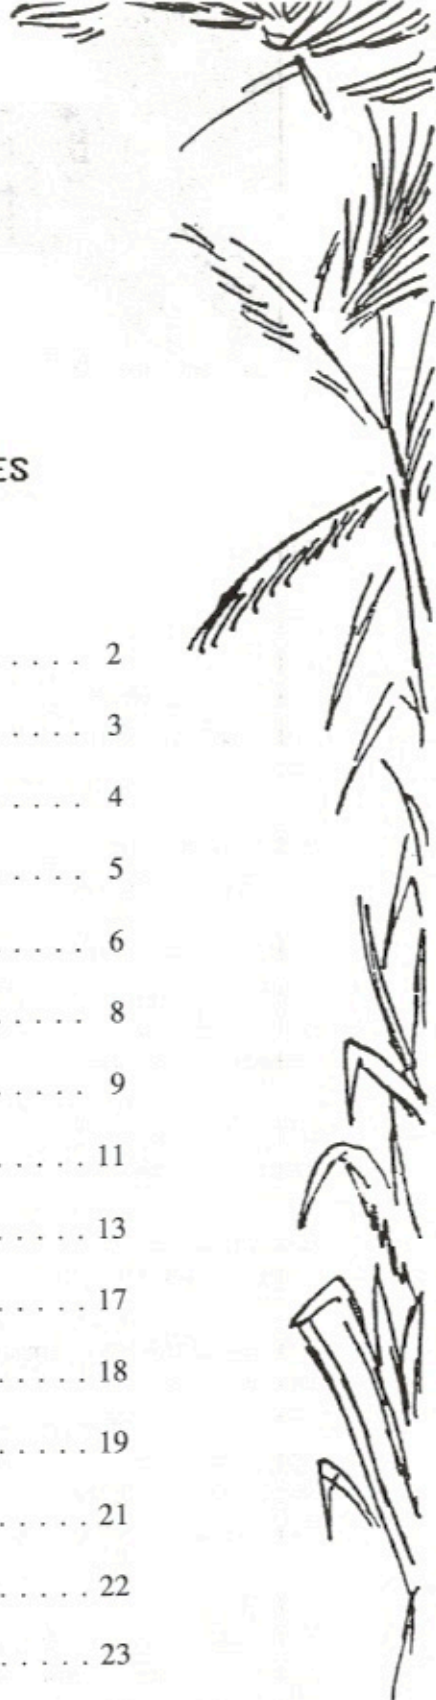 ES
. . . . 2
. . . . 3
. . . . 4
. . . . 5
. . . . 6
. . . . 8
. . . . 9
. . . . 11
. . . . 13
. . . . 17
. . . . 18
. . . . 19
. . . . . 21
. . . . . 22
. . . . . 23